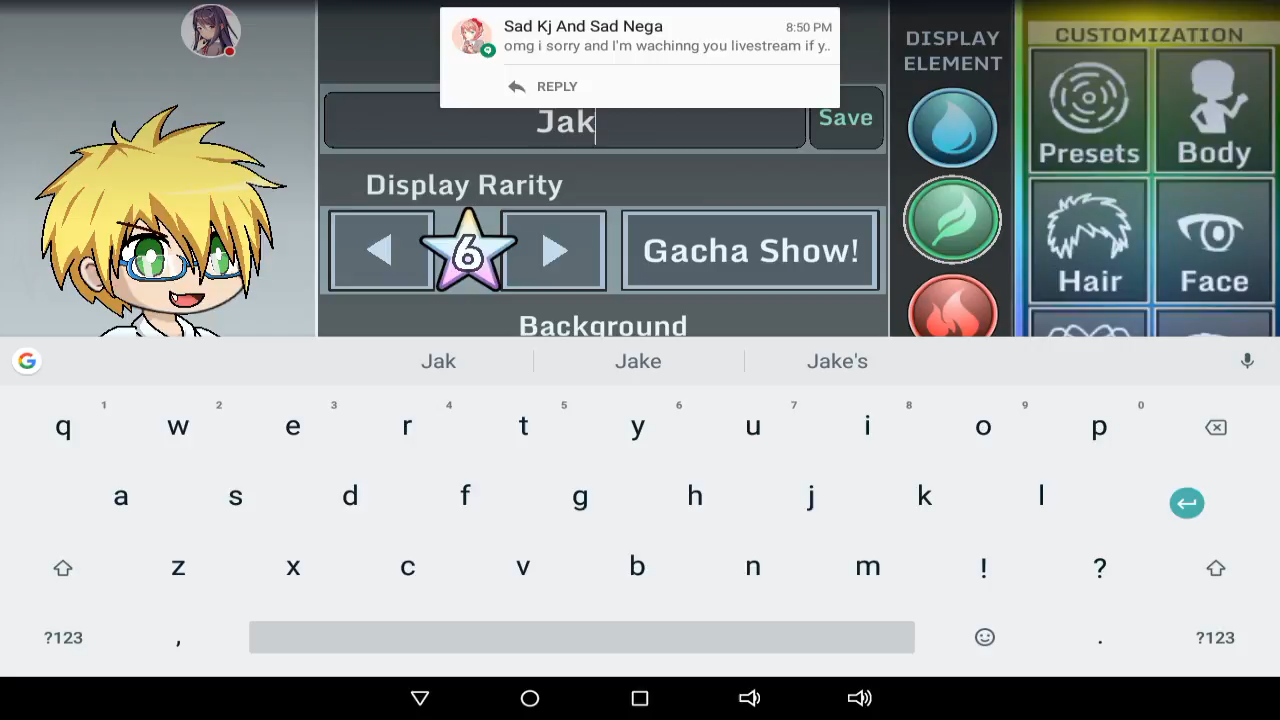 Sad Kj And Sad Nega
8:50 PM
omg i sorry and I'm wachinng you livestream if y..
REPLY
Jak
Save
Display Rarity
6
Gacha Show!
Background
DISPLAY
ELEMENT
CUSTOMIZATION
Presets
Body
Hair
Face
G
Jak
Jake
Jake's
1 2 3 4 5 6 7 8 9 0
q w e r t y u i o p
a s d f g h j k l
z x c v b n m ! ?
?123 , . ?123